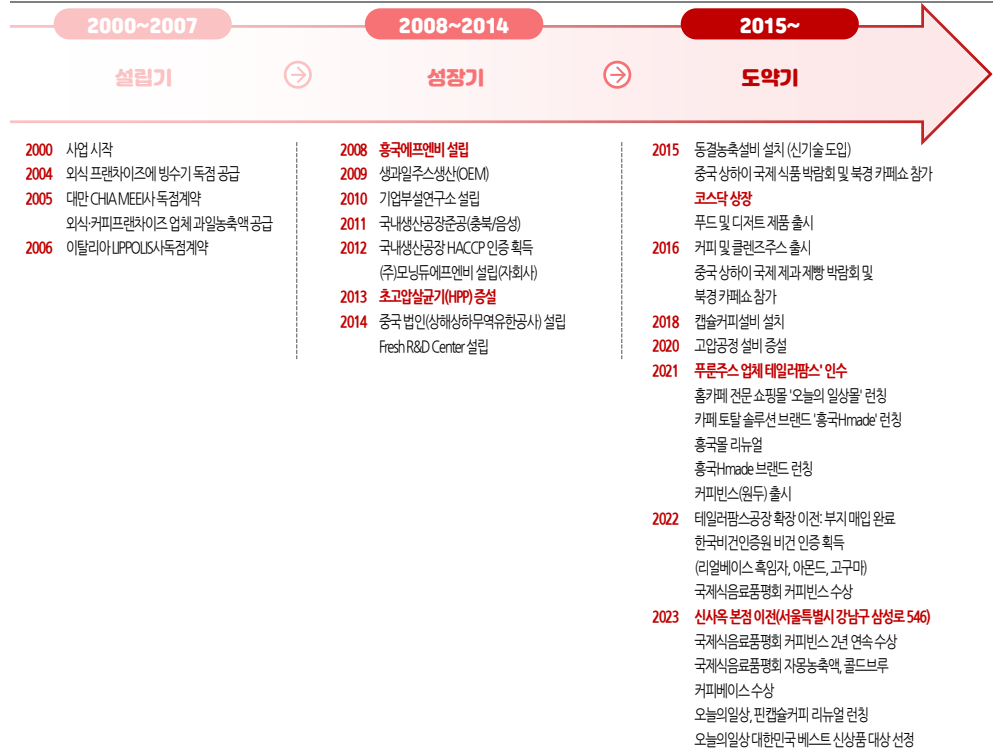 2000~2007
설립기
2000 사업 시작
2004 외식 프랜차이즈에 빙수기 독점 공급
2005 대만 CHIA MEEI사 독점계약
외식·커피프랜차이즈 업체 과일농축액 공급
2006 이탈리아 LIPPOLIS사독점계약
2008~2014
성장기
2008 흥국에프엔비 설립
2009 생과일주스생산(OEM)
2010 기업부설연구소 설립
2011 국내생산공장준공(충북/음성)
2012 국내생산공장 HACCP 인증 획득
(주)모닝듀에프엔비 설립(자회사)
2013 초고압살균기(HPP) 증설
2014 중국 법인(상해상하무역유한공사) 설립
Fresh R&D Center 설립
2015~
도약기
2015 동결농축설비 설치 (신기술 도입)
중국 상하이 국제 식품 박람회 및 북경 카페쇼 참가
코스닥 상장
푸드 및 디저트 제품 출시
2016 커피 및 클렌즈주스 출시
중국 상하이 국제 제과 제빵 박람회 및
북경 카페쇼 참가
2018 캡슐커피설비 설치
2020 고압공정 설비 증설
2021 푸룬주스 업체 테일러팜스' 인수
홈카페 전문 쇼핑몰 '오늘의 일상몰' 런칭
카페 토탈 솔루션 브랜드 '흥국Hmade' 런칭
흥국몰 리뉴얼
흥국Hmade 브랜드 런칭
커피빈스(원두) 출시
2022 테일러팜스공장 확장 이전: 부지 매입 완료
한국비건인증원 비건 인증 획득
(리얼베이스 흑임자, 아몬드, 고구마)
국제식음료품평회 커피빈스 수상
2023 신사옥 본점 이전(서울특별시 강남구 삼성로 546)
국제식음료품평회 커피빈스 2년 연속 수상
국제식음료품평회 자몽농축액, 콜드브루
커피베이스 수상
오늘의일상, 핀캡슐커피 리뉴얼 런칭
오늘의일상 대한민국 베스트 신상품 대상 선정